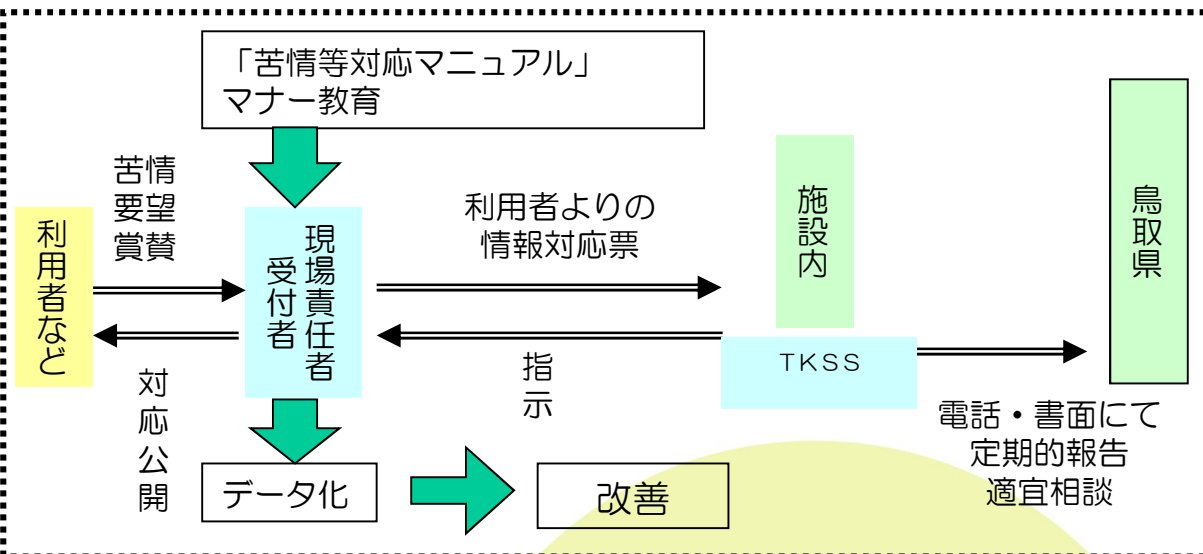 「苦情等対応マニュアル」
マナー教育
苦情
要望
賞賛
利用者など
現場責任者
受付者
利用者よりの
情報対応票
施設内
鳥取県
TKSS
指示
対応公開
電話・書面にて
定期的報告
適宜相談
データ化
改善